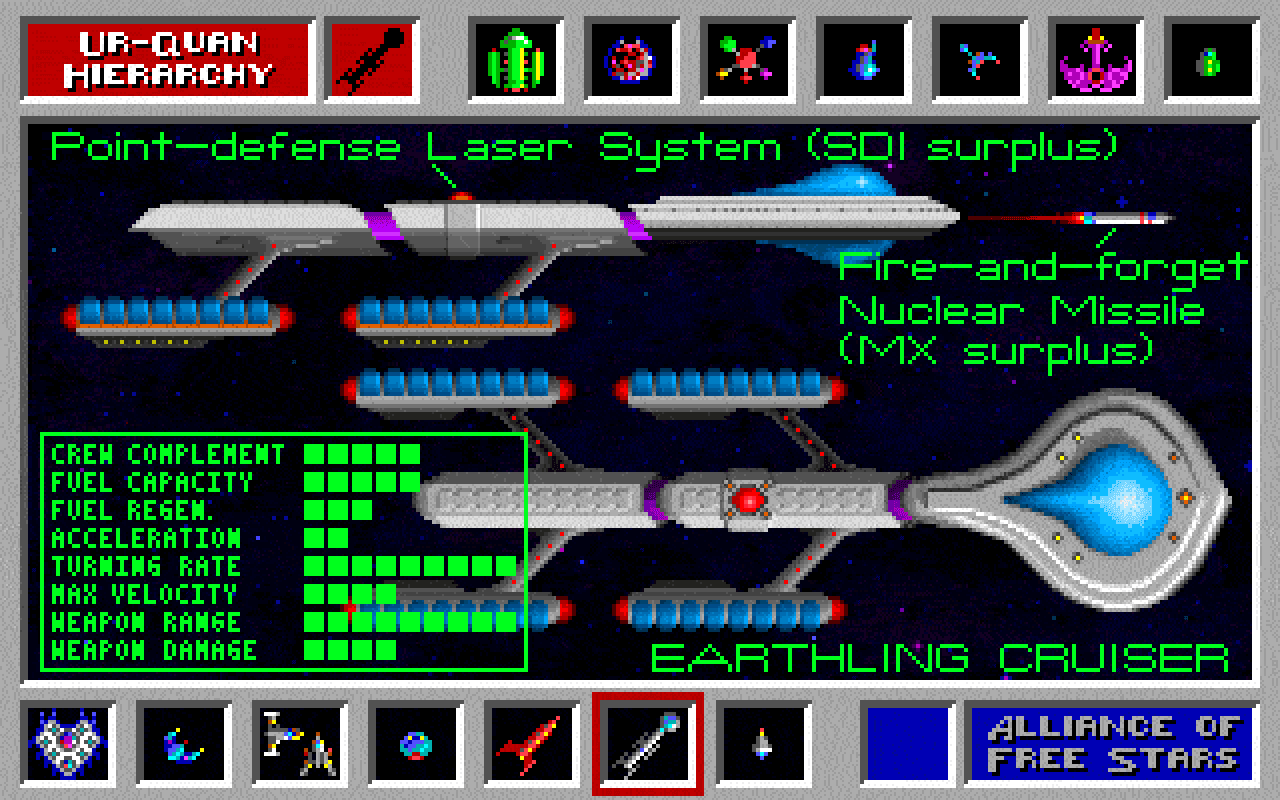 UR-QUAN
HIERARCHY
Point-defense Laser System (SDI surplus)
Fire-and-forget
Nuclear Missile
(MX surplus)
CREW COMPLEMENT
FUEL CAPACITY
FUEL REGEN.
ACCELERATION
TURNING RATE
MAX VELOCITY
WEAPON RANGE
WEAPON DAMAGE
EARTHLING CRUISER
ALLIANCE OF
FREE STARS